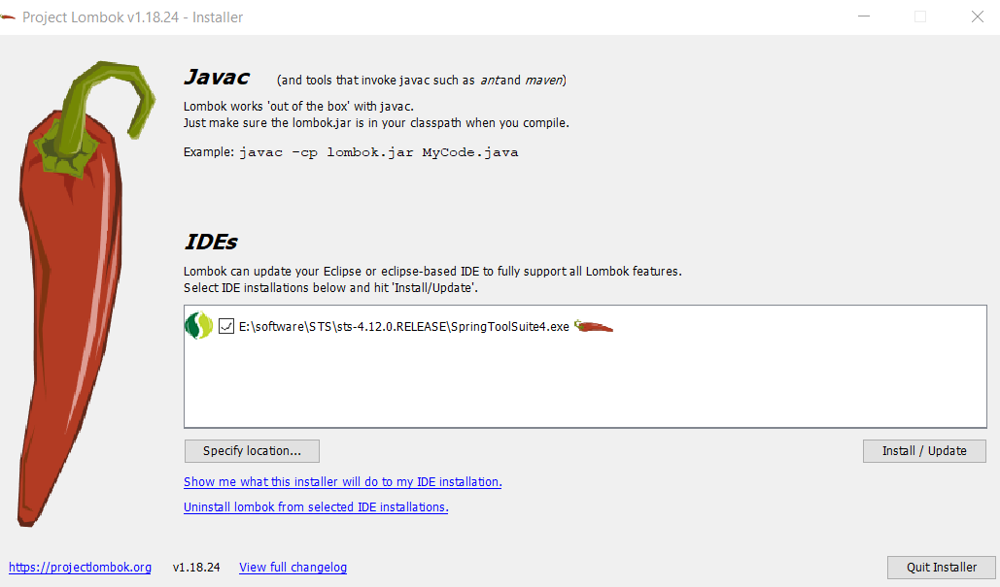 Project Lombok v1.18.24 - Installer
Javac (and tools that invoke javac such as ant and maven)
Lombok works 'out of the box' with javac.
Just make sure the lombok.jar is in your classpath when you compile.
Example: javac -cp lombok.jar MyCode.java
IDEs
Lombok can update your Eclipse or eclipse-based IDE to fully support all Lombok features.
Select IDE installations below and hit 'Install/Update'.
E:\software\STS\sts-4.12.0.RELEASE\SpringToolSuite4.exe
Specify location... Install / Update
Show me what this installer will do to my IDE installation.
Uninstall lombok from selected IDE installations.
https://projectlombok.org v1.18.24 View full changelog Quit Installer